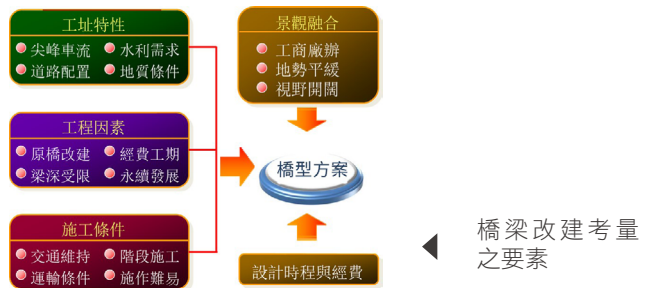 工址特性
尖峰車流 水利需求
道路配置 地質條件
工程因素
原橋改建 經費工期
梁深受限 永續發展
施工條件
交通維持 階段施工
運輸條件 施作難易
景觀融合
工商廠辦
地勢平緩
視野開闊
橋型方案
設計時程與經費
橋梁改建考量
之要素